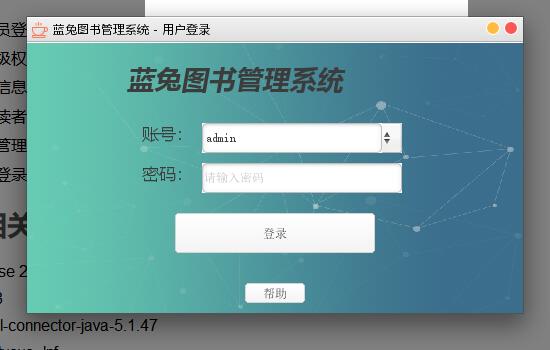 蓝兔图书管理系统 - 用户登录
员登
级权
蓝兔图书管理系统
信息
读者
账号：
admin
管理
登录
密码：
请输入密码
相关
登录
se 2
3
帮助
l-connector-java-5.1.47